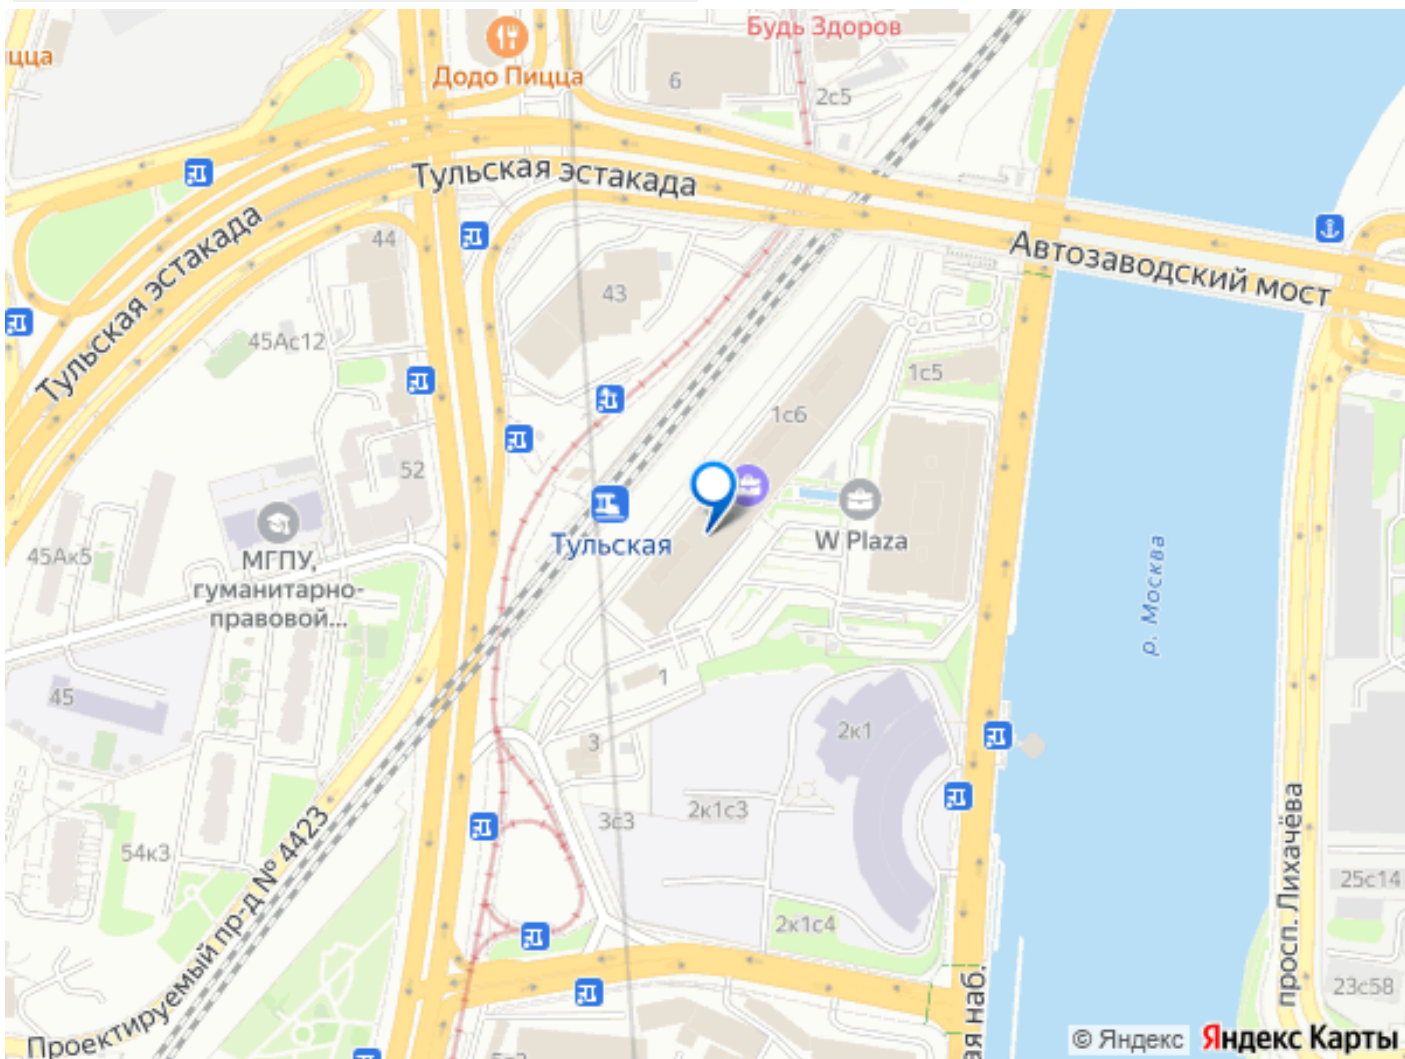 Будь Здоров
цца
Додо Пицца
6
2с5
Тульская эстакада
Тульская эстакада
44
43
Автозаводский мост
45Ас12
1с5
1с6
52
Тульская
W Plaza
45Ак5
МГПУ,
гуманитарно-
правовой...
р. Москва
45
1
3
2к1
2к1с3
3с3
54к3
Проектируемый пр-д № 4423
просп. Лихачёва
25с14
2к1с4
23с58
ая наб.
© Яндекс Яндекс Карты